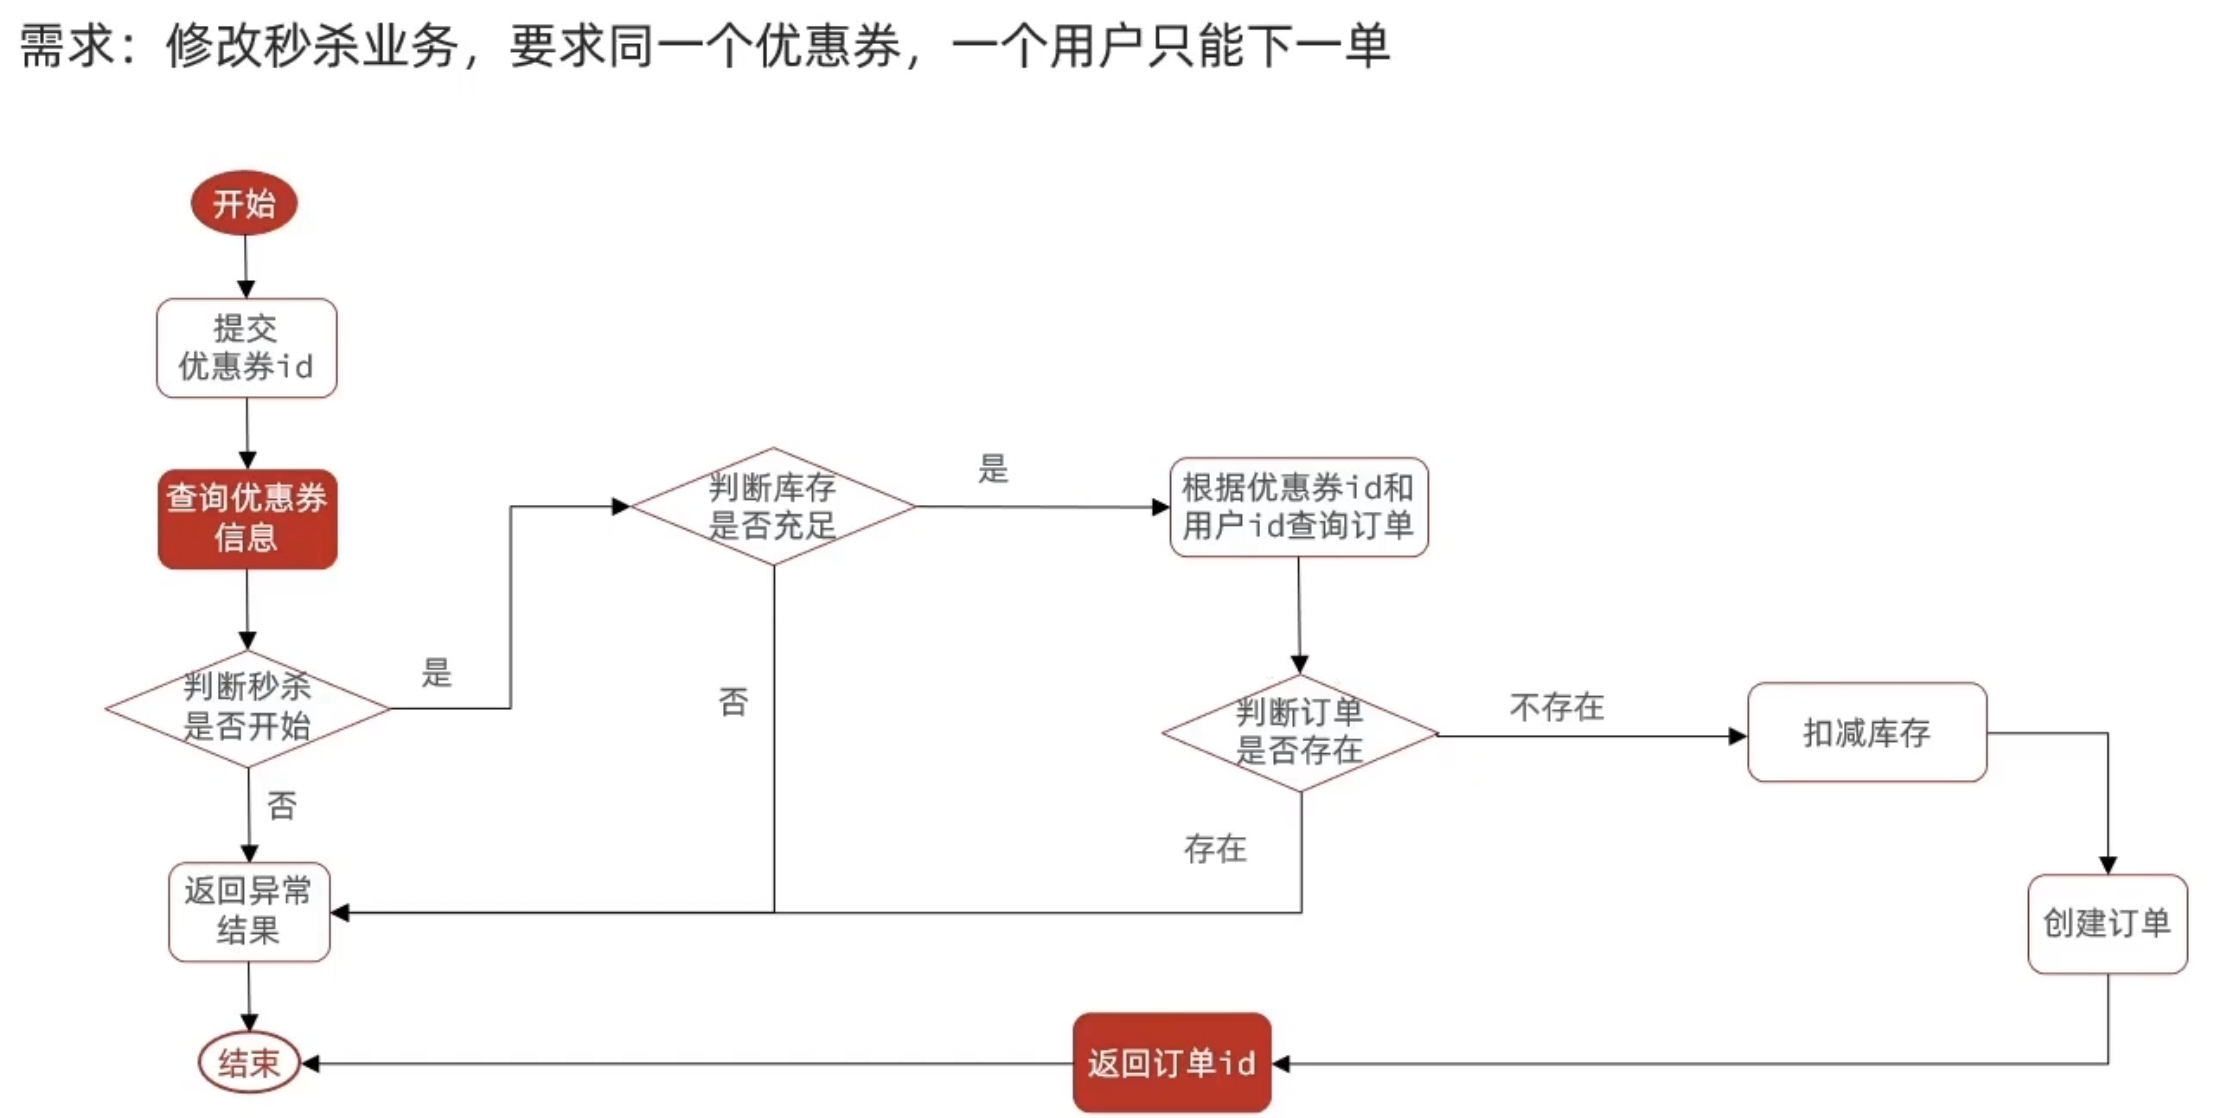 需求：修改秒杀业务，要求同一个优惠券，一个用户只能下一单
开始
提交
优惠券id
查询优惠券
信息
判断秒杀
是否开始
是
否
判断库存
是否充足
是
否
根据优惠券id和
用户id查询订单
判断订单
是否存在
不存在
存在
扣减库存
创建订单
返回订单id
返回异常
结果
结束